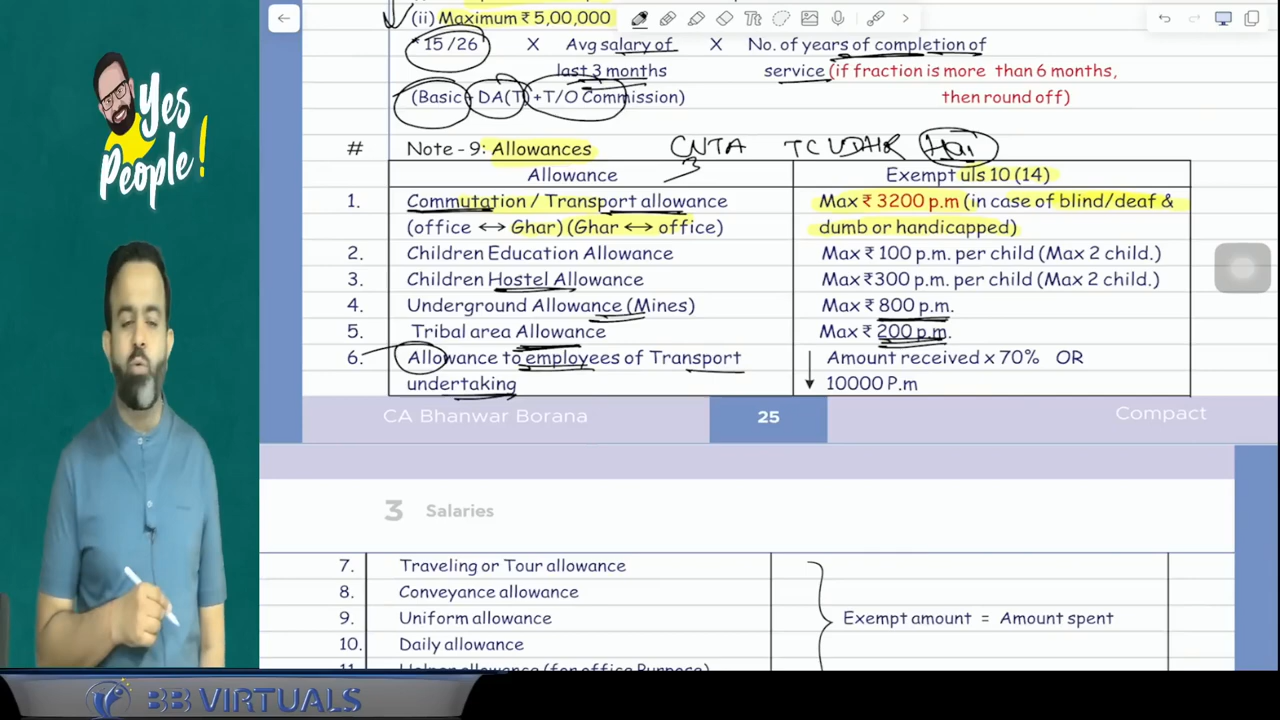 (ii) Maximum ₹ 5,00,000
* 15/26 X Avg salary of X No. of years of completion of
last 3 months service (if fraction is more than 6 months,
(Basic + DA(T) + T/O Commission) then round off)
# Note - 9: Allowances TCUDHR Hai
Allowance Exempt u/s 10 (14)
1. Commutation / Transport allowance Max ₹ 3200 p.m (in case of blind/deaf &
(office ↔ Ghar) (Ghar ↔ office) dumb or handicapped)
2. Children Education Allowance Max ₹ 100 p.m. per child (Max 2 child.)
3. Children Hostel Allowance Max ₹300 p.m. per child (Max 2 child.)
4. Underground Allowance (Mines) Max ₹ 800 p.m.
5. Tribal area Allowance Max ₹ 200 p.m.
6. Allowance to employees of Transport Amount received x 70% OR
undertaking 10000 P.m
CA Bhanwar Borana 25 Compact
3 Salaries
7. Traveling or Tour allowance
8. Conveyance allowance
9. Uniform allowance Exempt amount = Amount spent
10. Daily allowance
11. Helper allowance (for office Purpose)
Yes
People!
BB VIRTUALS